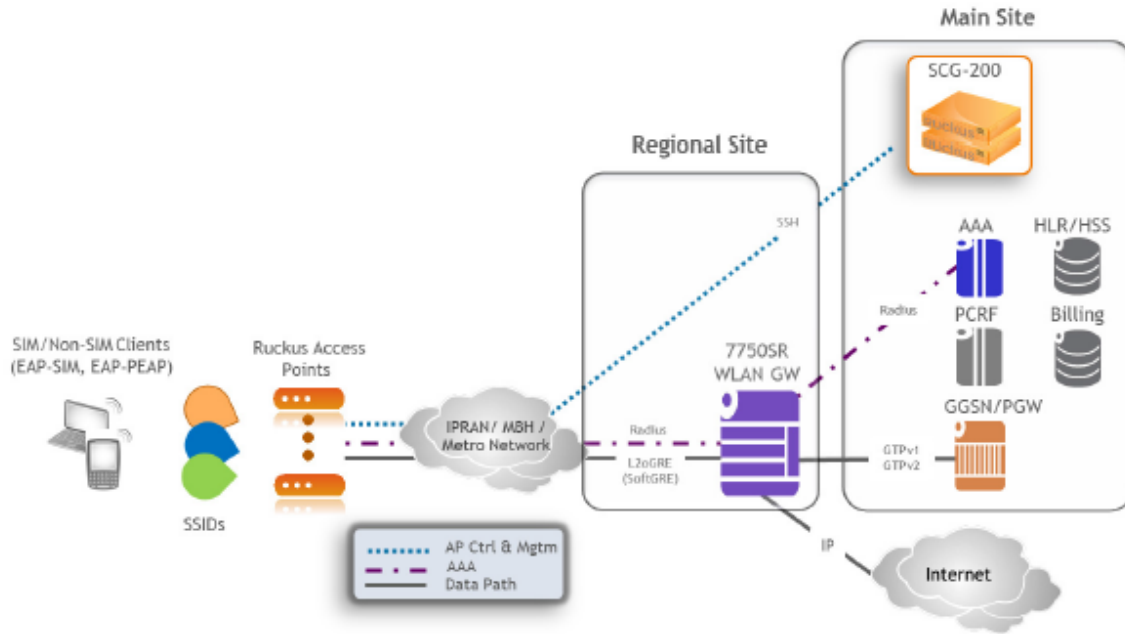 Main Site
SCG-200
RUCKUS
RUCKUS
Regional Site
SSH
AAA
HLR/HSS
Radius
PCRF
Billing
SIM/Non-SIM Clients
(EAP-SIM, EAP-PEAP)
Ruckus Access
Points
7750SR
WLAN GW
GGSN/PGW
IPRAN/ MBH /
Metro Network
Radius
L2oGRE
(SoftGRE)
GTPv1
GTPv2
SSIDs
AP Ctrl & Mgtm
AAA
Data Path
IP
Internet